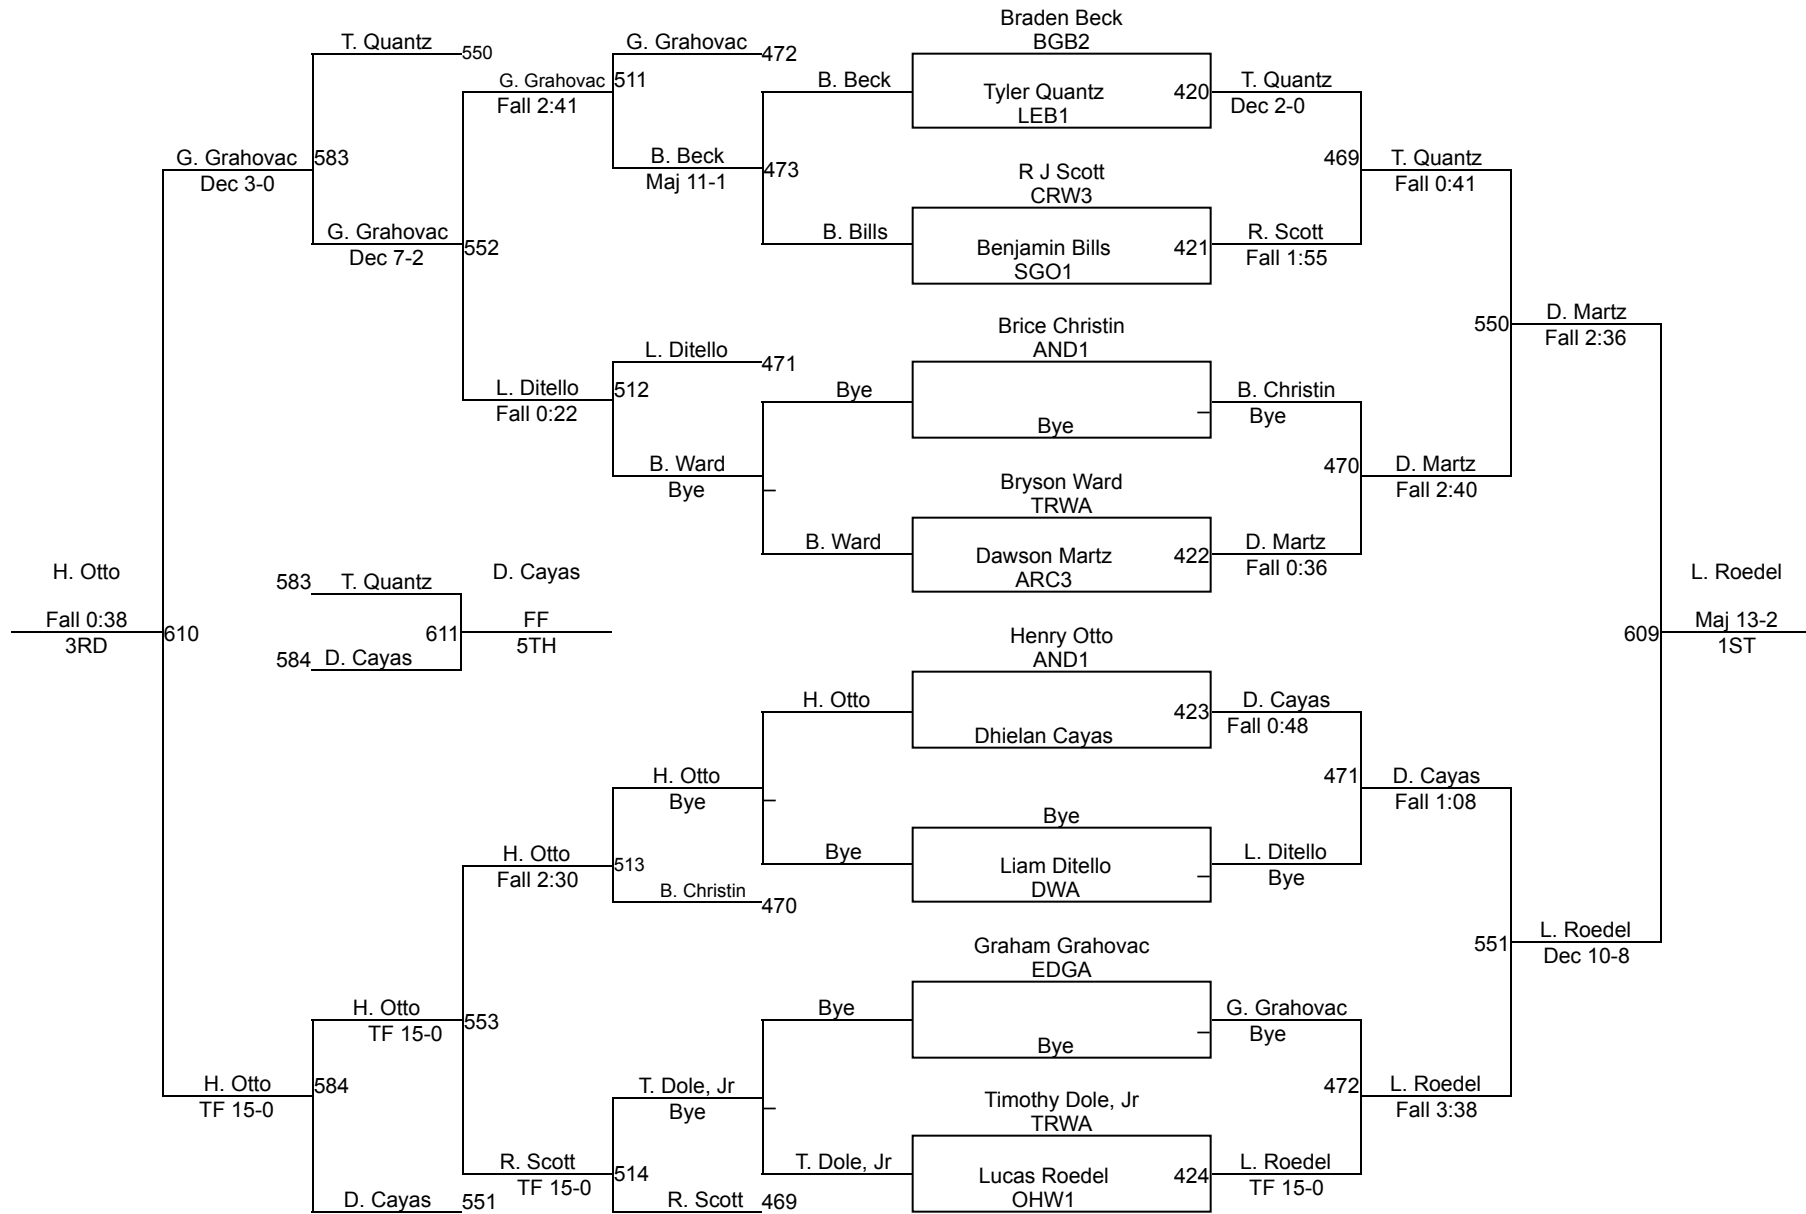 Braden Beck
BGB2
T. Quantz
550
G. Grahovac
472
G. Grahovac
511
Fall 2:41
B. Beck
Tyler Quantz
420
LEB1
T. Quantz
Dec 2-0
G. Grahovac
583
Dec 3-0
B. Beck
473
Maj 11-1
R J Scott
CRW3
469
T. Quantz
Fall 0:41
G. Grahovac
552
Dec 7-2
B. Bills
Benjamin Bills
421
SGO1
R. Scott
Fall 1:55
Brice Christin
AND1
550
D. Martz
Fall 2:36
L. Ditello
471
L. Ditello
512
Fall 0:22
Bye
Bye
B. Christin
Bye
B. Ward
Bye
Bryson Ward
TRWA
470
D. Martz
Fall 2:40
B. Ward
Dawson Martz
422
ARC3
D. Martz
Fall 0:36
H. Otto
Fall 0:38
3RD
610
583
T. Quantz
584
D. Cayas
611
D. Cayas
FF
5TH
L. Roedel
609
Maj 13-2
1ST
Henry Otto
AND1
H. Otto
423
Dhielan Cayas
D. Cayas
Fall 0:48
H. Otto
Bye
471
D. Cayas
Fall 1:08
Bye
Bye
Liam Ditello
DWA
L. Ditello
Bye
H. Otto
513
Fall 2:30
B. Christin
470
Graham Grahovac
EDGA
551
L. Roedel
Dec 10-8
H. Otto
553
TF 15-0
Bye
Bye
G. Grahovac
Bye
H. Otto
584
TF 15-0
T. Dole, Jr
Bye
Timothy Dole, Jr
TRWA
472
L. Roedel
Fall 3:38
R. Scott
514
TF 15-0
T. Dole, Jr
Lucas Roedel
424
OHW1
L. Roedel
TF 15-0
D. Cayas
551
R. Scott
469